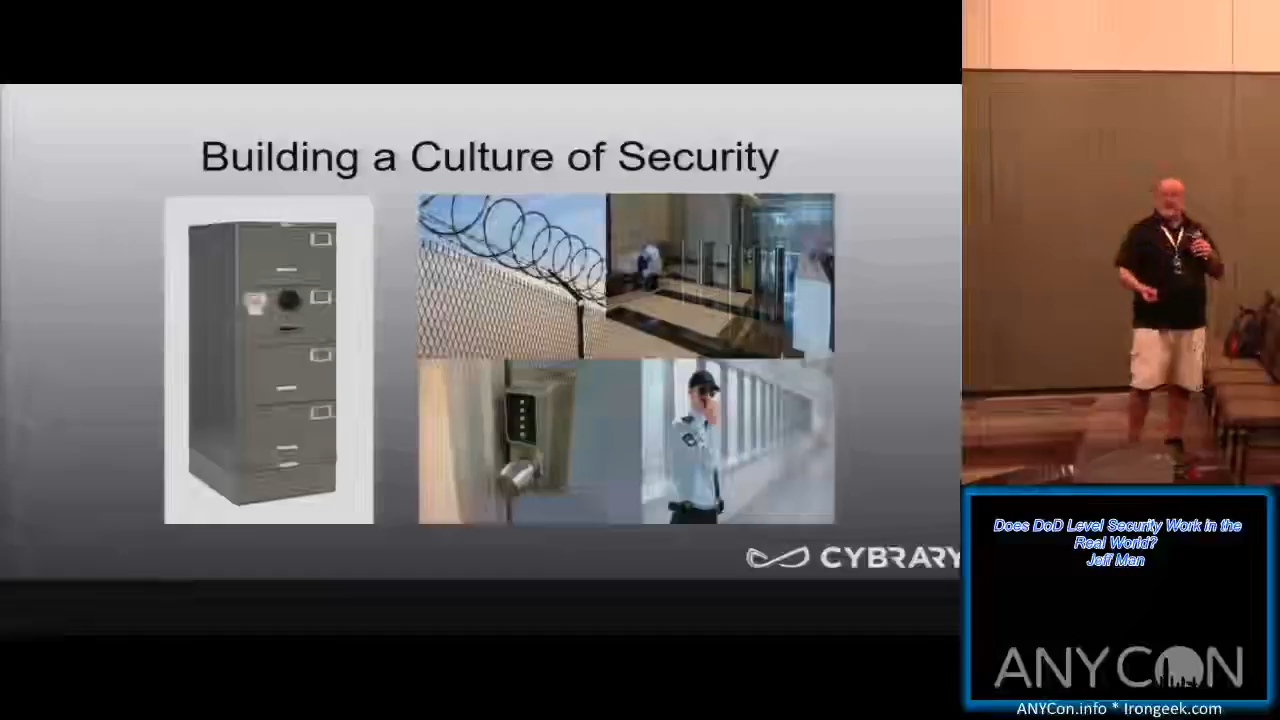 Building a Culture of Security
CYBRARY
Does DoD Level Security Work in the
Real World?
Jeff Man
ANYCON
ANYCon.info * Irongeek.com